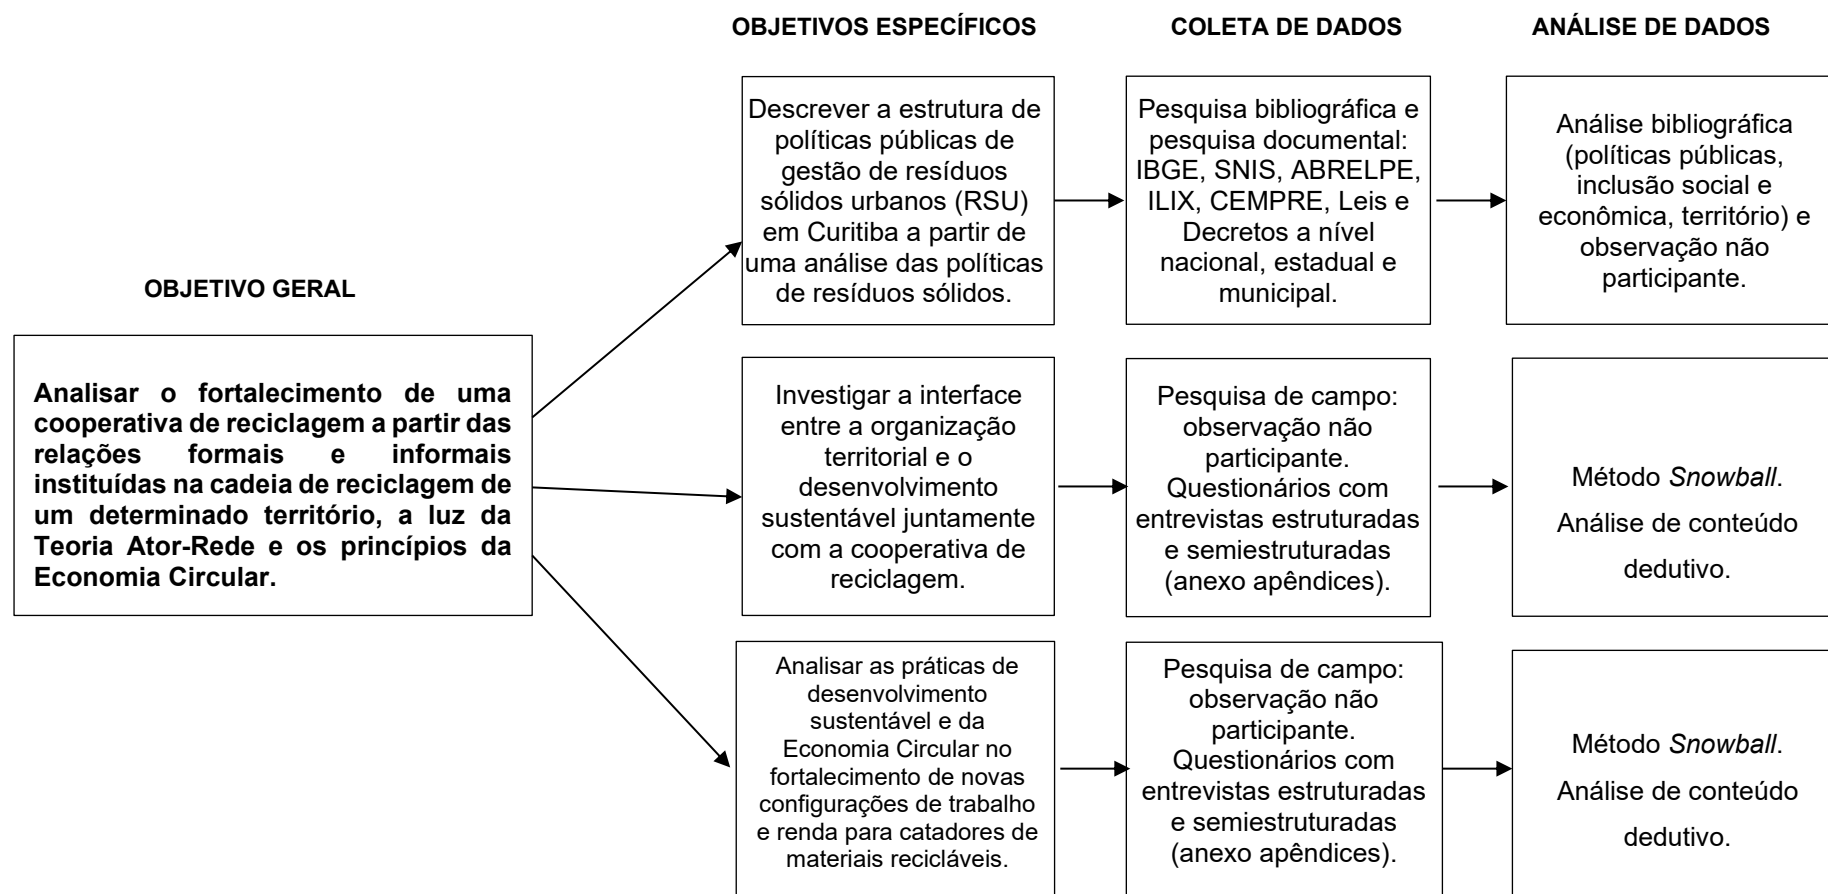 OBJETIVOS ESPECÍFICOS
COLETA DE DADOS
ANÁLISE DE DADOS
OBJETIVO GERAL
Analisar o fortalecimento de uma
cooperativa de reciclagem a partir das
relações formais e informais
instituídas na cadeia de reciclagem de
um determinado território, a luz da
Teoria Ator-Rede e os princípios da
Economia Circular.
Descrever a estrutura de
políticas públicas de
gestão de resíduos
sólidos urbanos (RSU)
em Curitiba a partir de
uma análise das políticas
de resíduos sólidos.
Pesquisa bibliográfica e
pesquisa documental:
IBGE, SNIS, ABRELPE,
ILIX, CEMPRE, Leis e
Decretos a nível
nacional, estadual e
municipal.
Análise bibliográfica
(políticas públicas,
inclusão social e
econômica, território) e
observação não
participante.
Investigar a interface
entre a organização
territorial e o
desenvolvimento
sustentável juntamente
com a cooperativa de
reciclagem.
Pesquisa de campo:
observação não
participante.
Questionários com
entrevistas estruturadas
e semiestruturadas
(anexo apêndices).
Método Snowball.
Análise de conteúdo
dedutivo.
Analisar as práticas de
desenvolvimento
sustentável e da
Economia Circular no
fortalecimento de novas
configurações de trabalho
e renda para catadores de
materiais recicláveis.
Pesquisa de campo:
observação não
participante.
Questionários com
entrevistas estruturadas
e semiestruturadas
(anexo apêndices).
Método Snowball.
Análise de conteúdo
dedutivo.